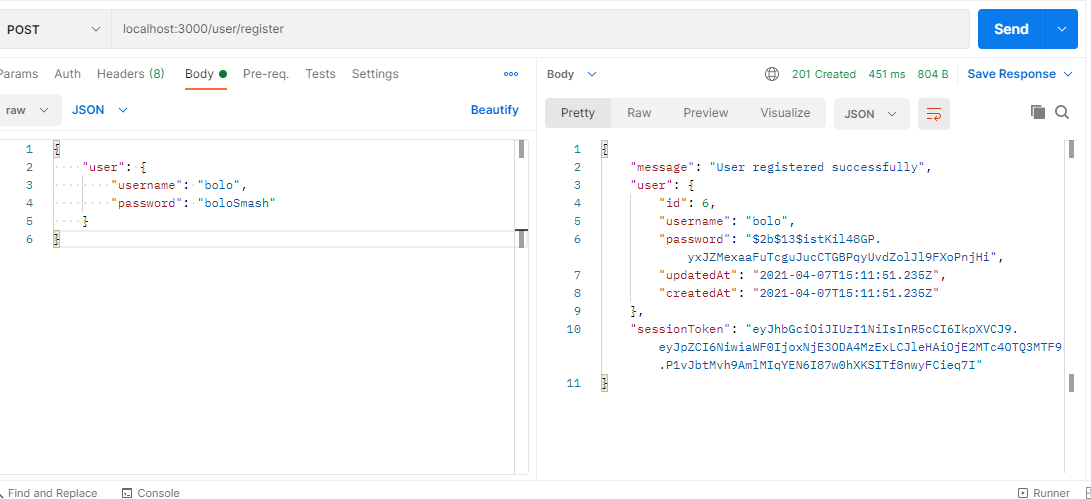 POST localhost:3000/user/register Send
Params Auth Headers (8) Body Pre-req. Tests Settings
Body 201 Created 451 ms 804 B Save Response
raw JSON Beautify
Pretty Raw Preview Visualize JSON
1 {
2 "user": {
3 "username": "bolo",
4 "password": "boloSmash"
5 }
6 }
1 {
2 "message": "User registered successfully",
3 "user": {
4 "id": 6,
5 "username": "bolo",
6 "password": "$2b$13$istKil48GP.
yxJZMexaaFuTcguJucCTGBPqyUvdZolJl9FXoPnjHi",
7 "updatedAt": "2021-04-07T15:11:51.235Z",
8 "createdAt": "2021-04-07T15:11:51.235Z"
9 },
10 "sessionToken": "eyJhbGciOiJIUzI1NiIsInR5cCI6IkpXVCJ9.
eyJpZCI6NiwiaWF0IjoxNjE3ODA4MzExLCJleHAiOjE2MTc4OTQ3MTF9
.P1vJbtMvh9AmlMIqYEN6I87w0hXKSITf8nwyFCieq7I"
11 }
Find and Replace Console Runner